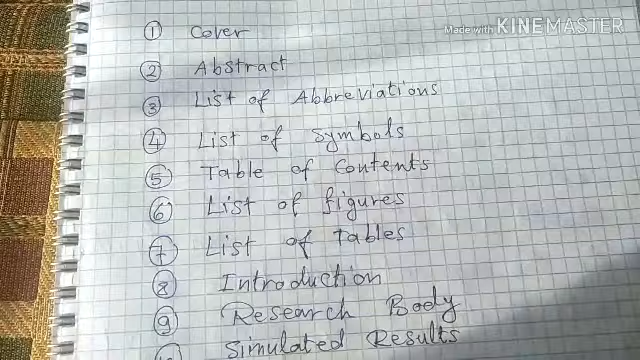 Made with KINEMASTER
① Cover
② Abstract
③ List of Abbreviations
④ List of Symbols
⑤ Table of Contents
⑥ List of figures
⑦ List of Tables
⑧ Introduction
⑨ Research Body
Simulated Results